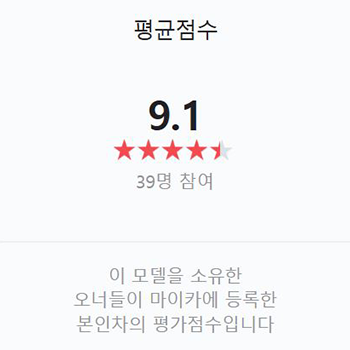 평균점수
9.1
39명 참여
이 모델을 소유한
오너들이 마이카에 등록한
본인차의 평가점수입니다